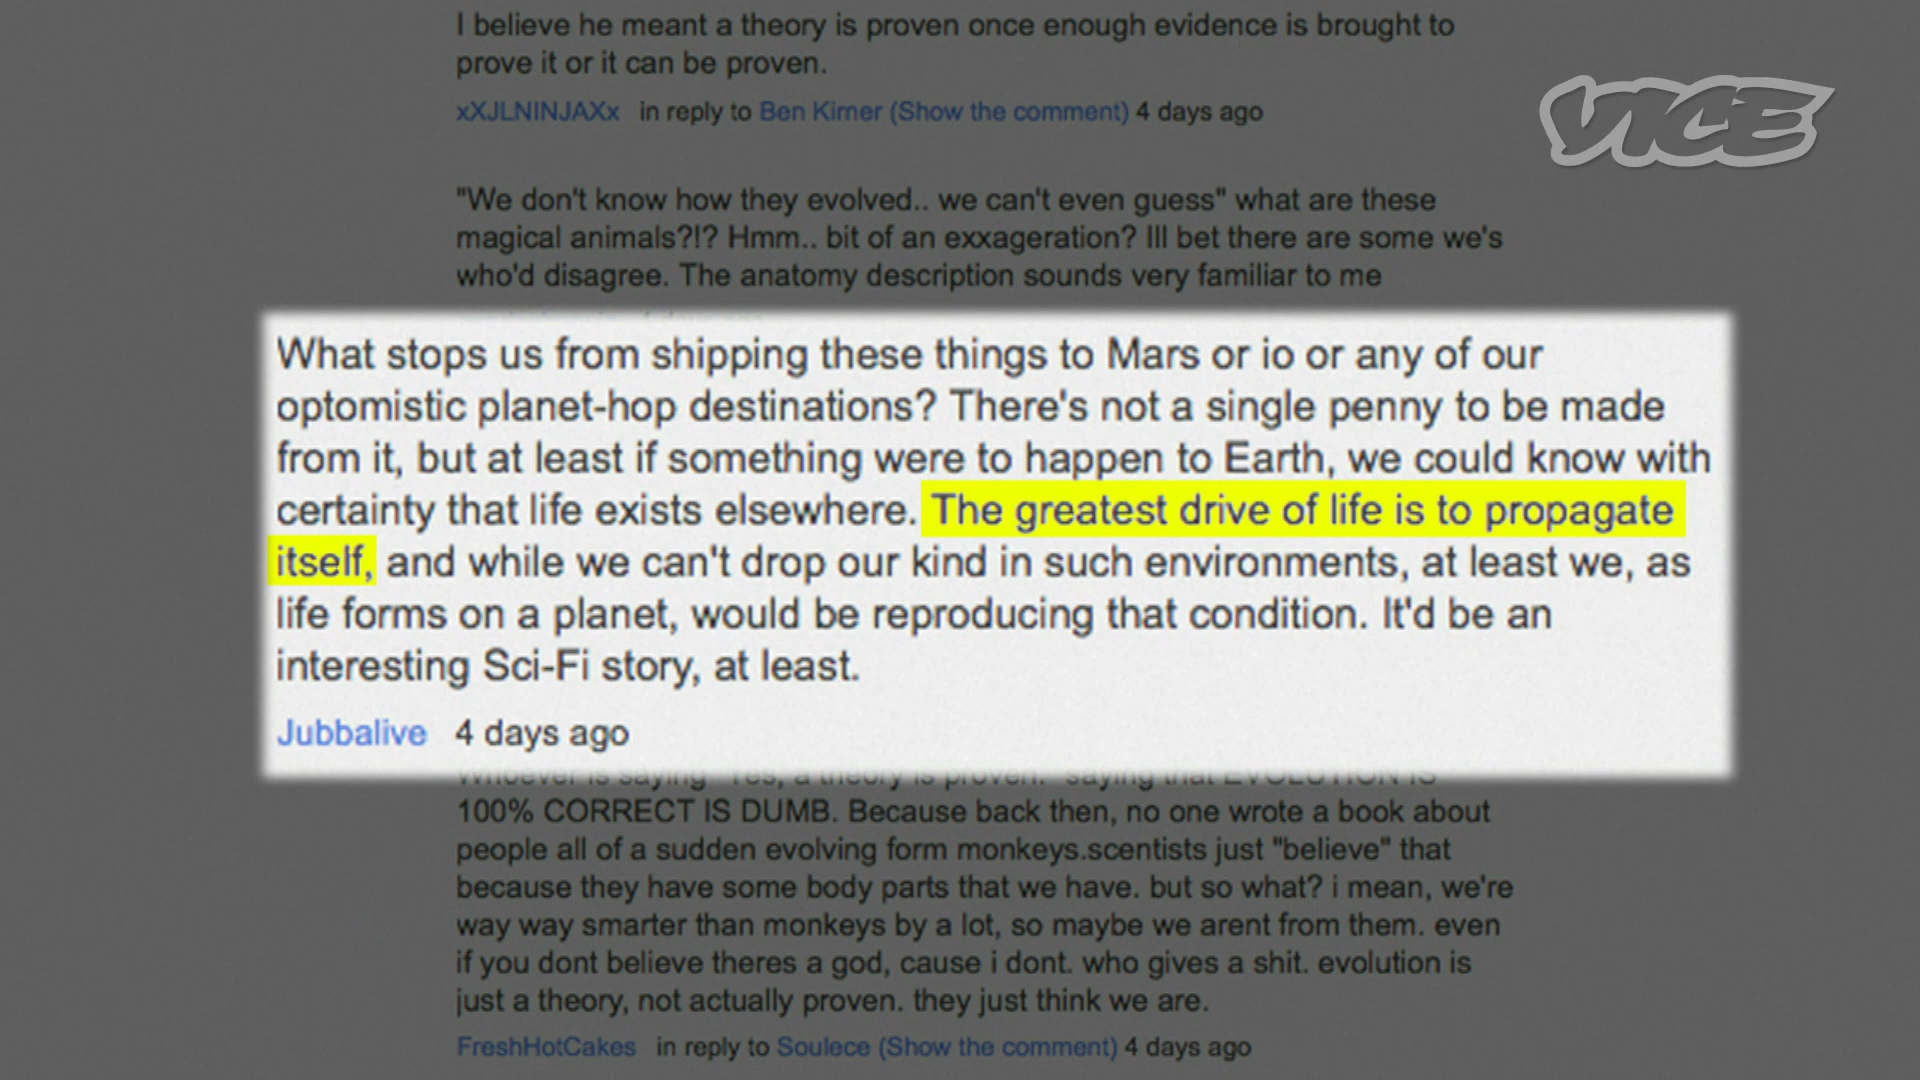 I believe he meant a theory is proven once enough evidence is brought to
prove it or it can be proven.
xXJLNINJAXx in reply to Ben Kirner (Show the comment) 4 days ago
VICE
"We don't know how they evolved.. we can't even guess" what are these
magical animals?!? Hmm.. bit of an exxageration? Ill bet there are some we's
who'd disagree. The anatomy description sounds very familiar to me
What stops us from shipping these things to Mars or io or any of our
optomistic planet-hop destinations? There's not a single penny to be made
from it, but at least if something were to happen to Earth, we could know with
certainty that life exists elsewhere. The greatest drive of life is to propagate
itself, and while we can't drop our kind in such environments, at least we, as
life forms on a planet, would be reproducing that condition. It'd be an
interesting Sci-Fi story, at least.
Jubbalive 4 days ago
Whoever is saying "Yes, a theory is proven." saying that EVOLUTION IS
100% CORRECT IS DUMB. Because back then, no one wrote a book about
people all of a sudden evolving form monkeys.scentists just "believe" that
because they have some body parts that we have. but so what? i mean, we're
way way smarter than monkeys by a lot, so maybe we arent from them. even
if you dont believe theres a god, cause i dont. who gives a shit. evolution is
just a theory, not actually proven. they just think we are.
FreshHotCakes in reply to Soulece (Show the comment) 4 days ago